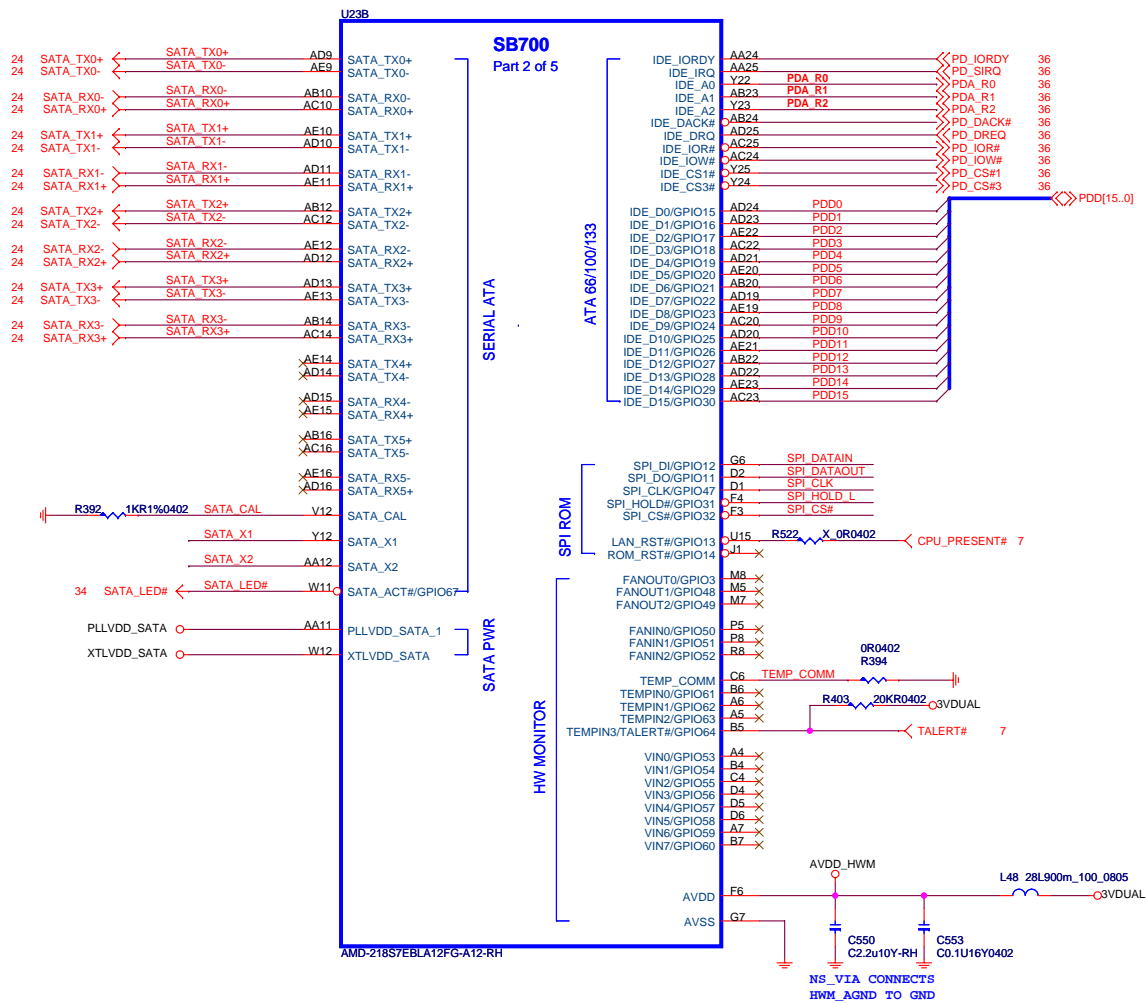 U23B
SB700
Part 2 of 5
24 SATA_TX0+ SATA_TX0+ AD9 SATA_TX0+
24 SATA_TX0- SATA_TX0- AE9 SATA_TX0-
24 SATA_RX0- SATA_RX0- AB10 SATA_RX0-
24 SATA_RX0+ SATA_RX0+ AC10 SATA_RX0+
24 SATA_TX1+ SATA_TX1+ AE10 SATA_TX1+
24 SATA_TX1- SATA_TX1- AD10 SATA_TX1-
24 SATA_RX1- SATA_RX1- AD11 SATA_RX1-
24 SATA_RX1+ SATA_RX1+ AE11 SATA_RX1+
24 SATA_TX2+ SATA_TX2+ AB12 SATA_TX2+
24 SATA_TX2- SATA_TX2- AC12 SATA_TX2-
24 SATA_RX2- SATA_RX2- AE12 SATA_RX2-
24 SATA_RX2+ SATA_RX2+ AD12 SATA_RX2+
24 SATA_TX3+ SATA_TX3+ AD13 SATA_TX3+
24 SATA_TX3- SATA_TX3- AE13 SATA_TX3-
24 SATA_RX3- SATA_RX3- AB14 SATA_RX3-
24 SATA_RX3+ SATA_RX3+ AC14 SATA_RX3+
AE14 SATA_TX4+
AD14 SATA_TX4-
AD15 SATA_RX4-
AE15 SATA_RX4+
AB16 SATA_TX5+
AC16 SATA_TX5-
AE16 SATA_RX5-
AD16 SATA_RX5+
R392 1KR1%0402 SATA_CAL V12 SATA_CAL
SATA_X1 Y12 SATA_X1
SATA_X2 AA12 SATA_X2
34 SATA_LED# SATA_LED# W11 SATA_ACT#/GPIO67
PLLVDD_SATA AA11 PLLVDD_SATA_1
XTLVDD_SATA W12 XTLVDD_SATA
SERIAL ATA
SATA PWR
ATA 66/100/133
SPI ROM
HW MONITOR
IDE_IORDY AA24 PD_IORDY 36
IDE_IRQ AA25 PD_SIRQ 36
IDE_A0 Y22 PDA_R0 PDA_R0 36
IDE_A1 AB23 PDA_R1 PDA_R1 36
IDE_A2 Y23 PDA_R2 PDA_R2 36
IDE_DACK# AB24 PD_DACK# 36
IDE_DRQ AD25 PD_DREQ 36
IDE_IOR# AC25 PD_IOR# 36
IDE_IOW# AC24 PD_IOW# 36
IDE_CS1# Y25 PD_CS#1 36
IDE_CS3# Y24 PD_CS#3 36
PDD[15..0]
IDE_D0/GPIO15 AD24 PDD0
IDE_D1/GPIO16 AD23 PDD1
IDE_D2/GPIO17 AE22 PDD2
IDE_D3/GPIO18 AC22 PDD3
IDE_D4/GPIO19 AD21 PDD4
IDE_D5/GPIO20 AE20 PDD5
IDE_D6/GPIO21 AB20 PDD6
IDE_D7/GPIO22 AD19 PDD7
IDE_D8/GPIO23 AE19 PDD8
IDE_D9/GPIO24 AC20 PDD9
IDE_D10/GPIO25 AD20 PDD10
IDE_D11/GPIO26 AE21 PDD11
IDE_D12/GPIO27 AB22 PDD12
IDE_D13/GPIO28 AD22 PDD13
IDE_D14/GPIO29 AE23 PDD14
IDE_D15/GPIO30 AC23 PDD15
SPI_DI/GPIO12 G6 SPI_DATAIN
SPI_DO/GPIO11 D2 SPI_DATAOUT
SPI_CLK/GPIO47 D1 SPI_CLK
SPI_HOLD#/GPIO31 F4 SPI_HOLD_L
SPI_CS#/GPIO32 F3 SPI_CS#
LAN_RST#/GPIO13 U15 R522 X_0R0402 CPU_PRESENT# 7
ROM_RST#/GPIO14 J1
FANOUT0/GPIO3 M8
FANOUT1/GPIO48 M5
FANOUT2/GPIO49 M7
FANIN0/GPIO50 P5
FANIN1/GPIO51 P8
FANIN2/GPIO52 R8
TEMP_COMM C6 TEMP_COMM 0R0402 R394
TEMPIN0/GPIO61 B6
TEMPIN1/GPIO62 A6 R403 20KR0402 3VDUAL
TEMPIN2/GPIO63 A5
TEMPIN3/TALERT#/GPIO64 B5 TALERT# 7
VIN0/GPIO53 A4
VIN1/GPIO54 B4
VIN2/GPIO55 C4
VIN3/GPIO56 D4
VIN4/GPIO57 D5
VIN5/GPIO58 D6
VIN6/GPIO59 A7
VIN7/GPIO60 B7
AVDD_HWM
L48 28L900m_100_0805
AVDD F6 3VDUAL
AVSS G7
C550 C553
C2.2u10Y-RH C0.1U16Y0402
AMD-218S7EBLA12FG-A12-RH
NS_VIA CONNECTS
HWM_AGND TO GND